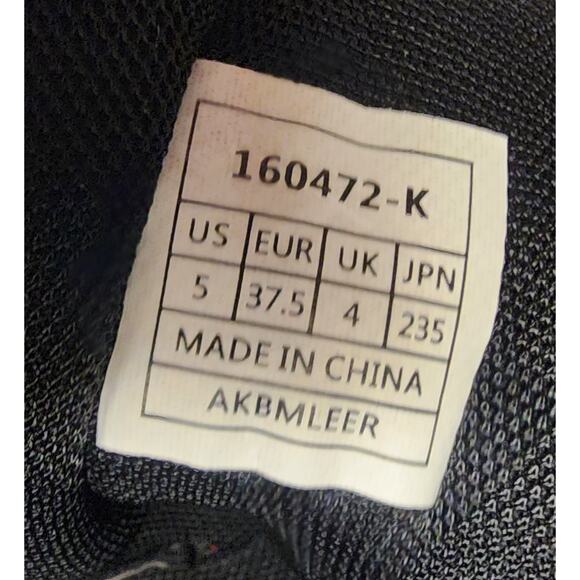 160472-K
US EUR UK JPN
5 37.5 4 235
MADE IN CHINA
AKBMLEER